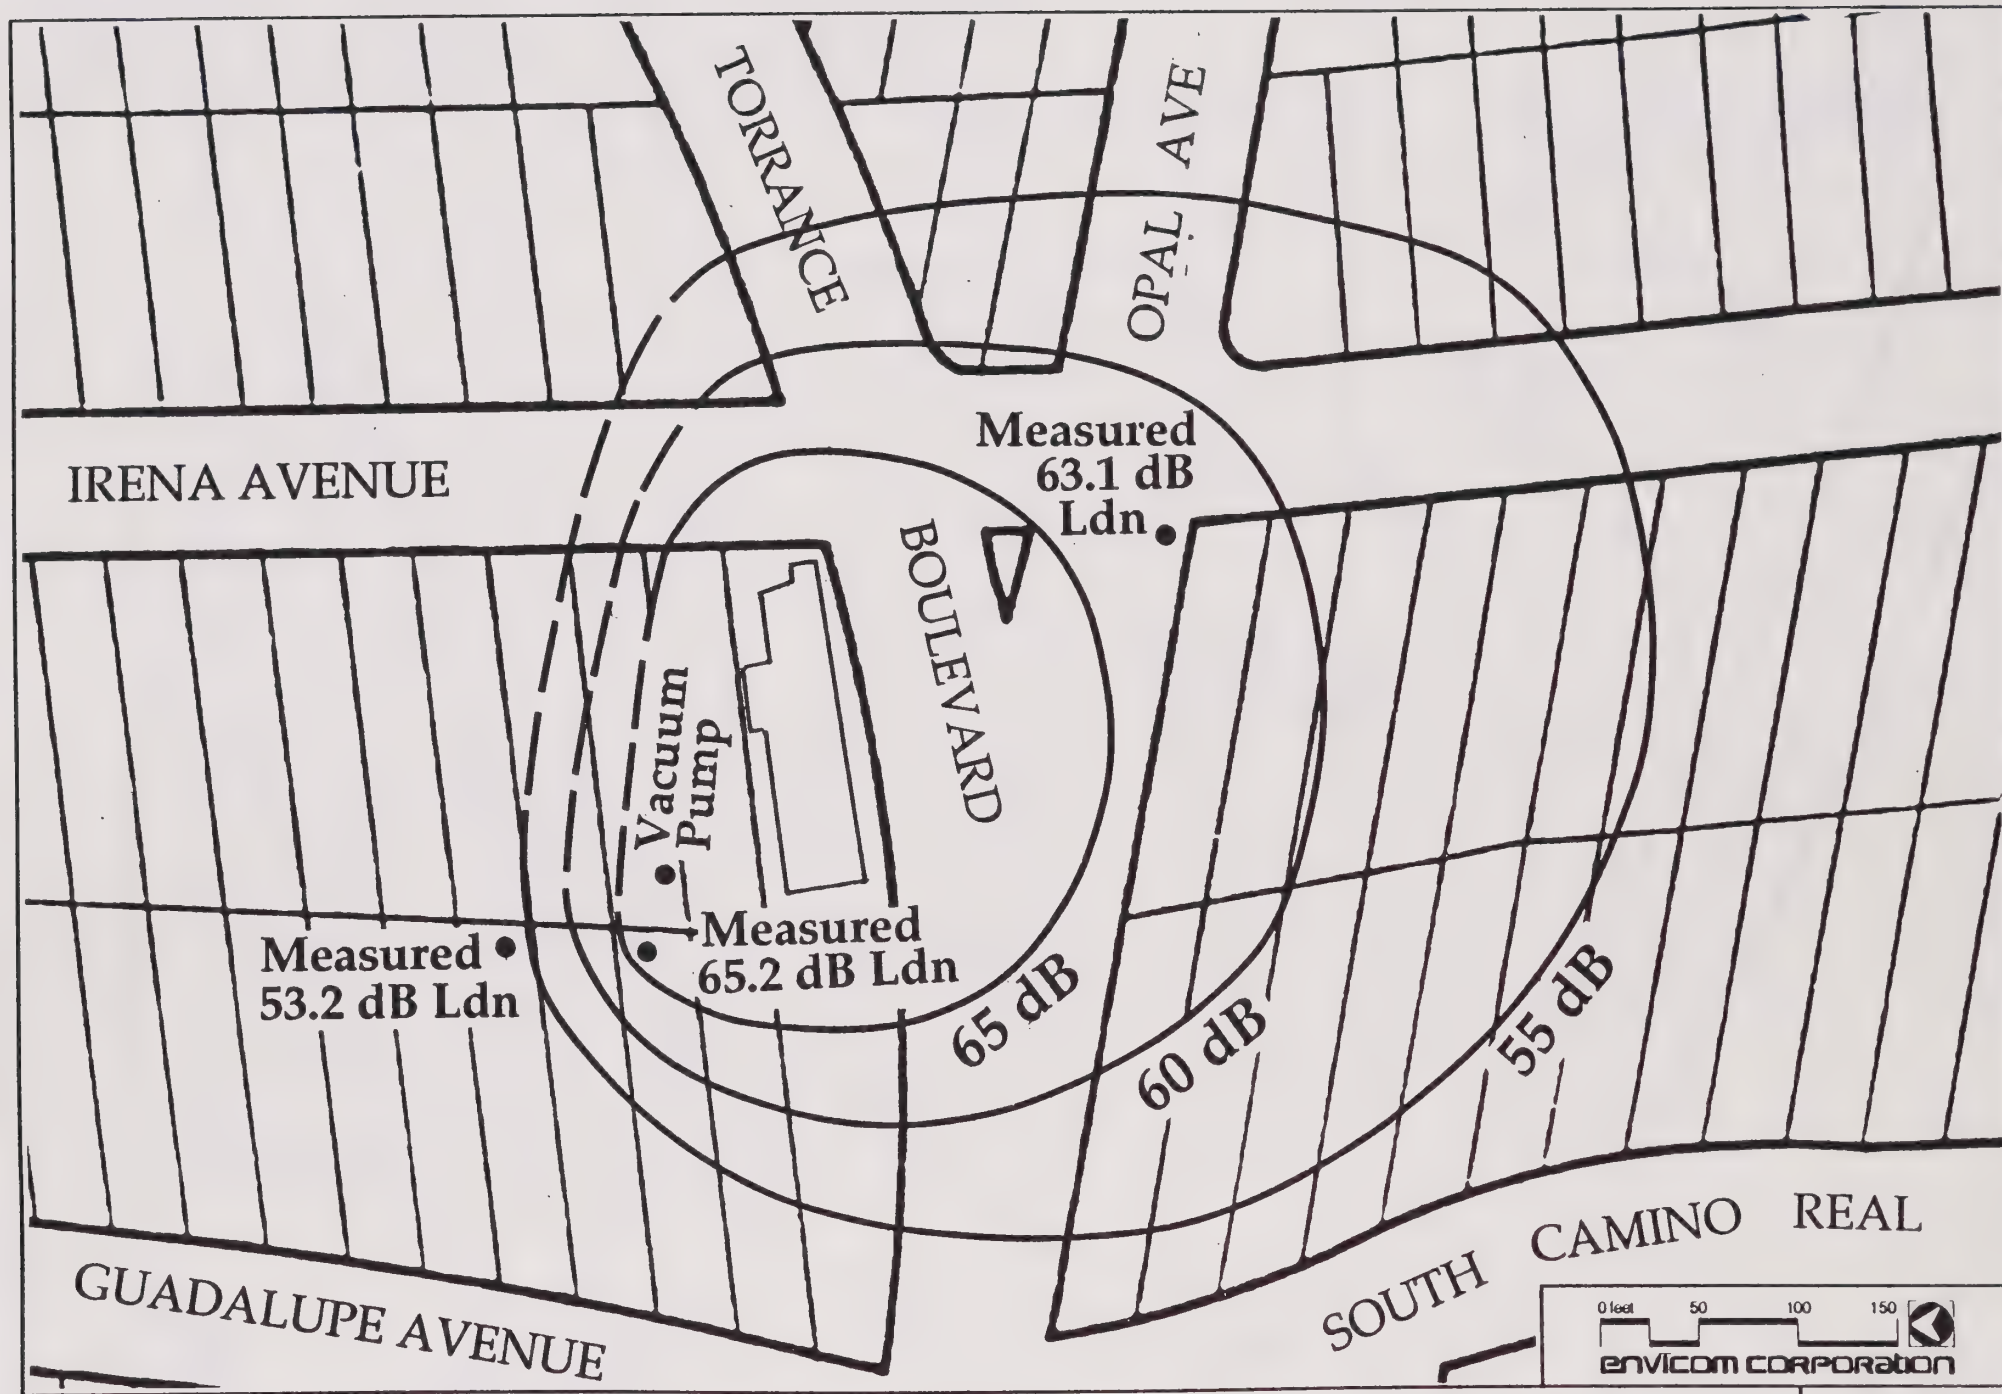 TORRANCE
OPAL AVE
Measured
63.1 dB
Ldn
IRENA AVENUE
BOULEVARD
Vacuum
Pump
Measured
65.2 dB Ldn
Measured
53.2 dB Ldn
65 dB
60 dB
55 dB
GUADALUPE AVENUE
SOUTH CAMINO REAL
0 feet 50 100 150
envicom corporation